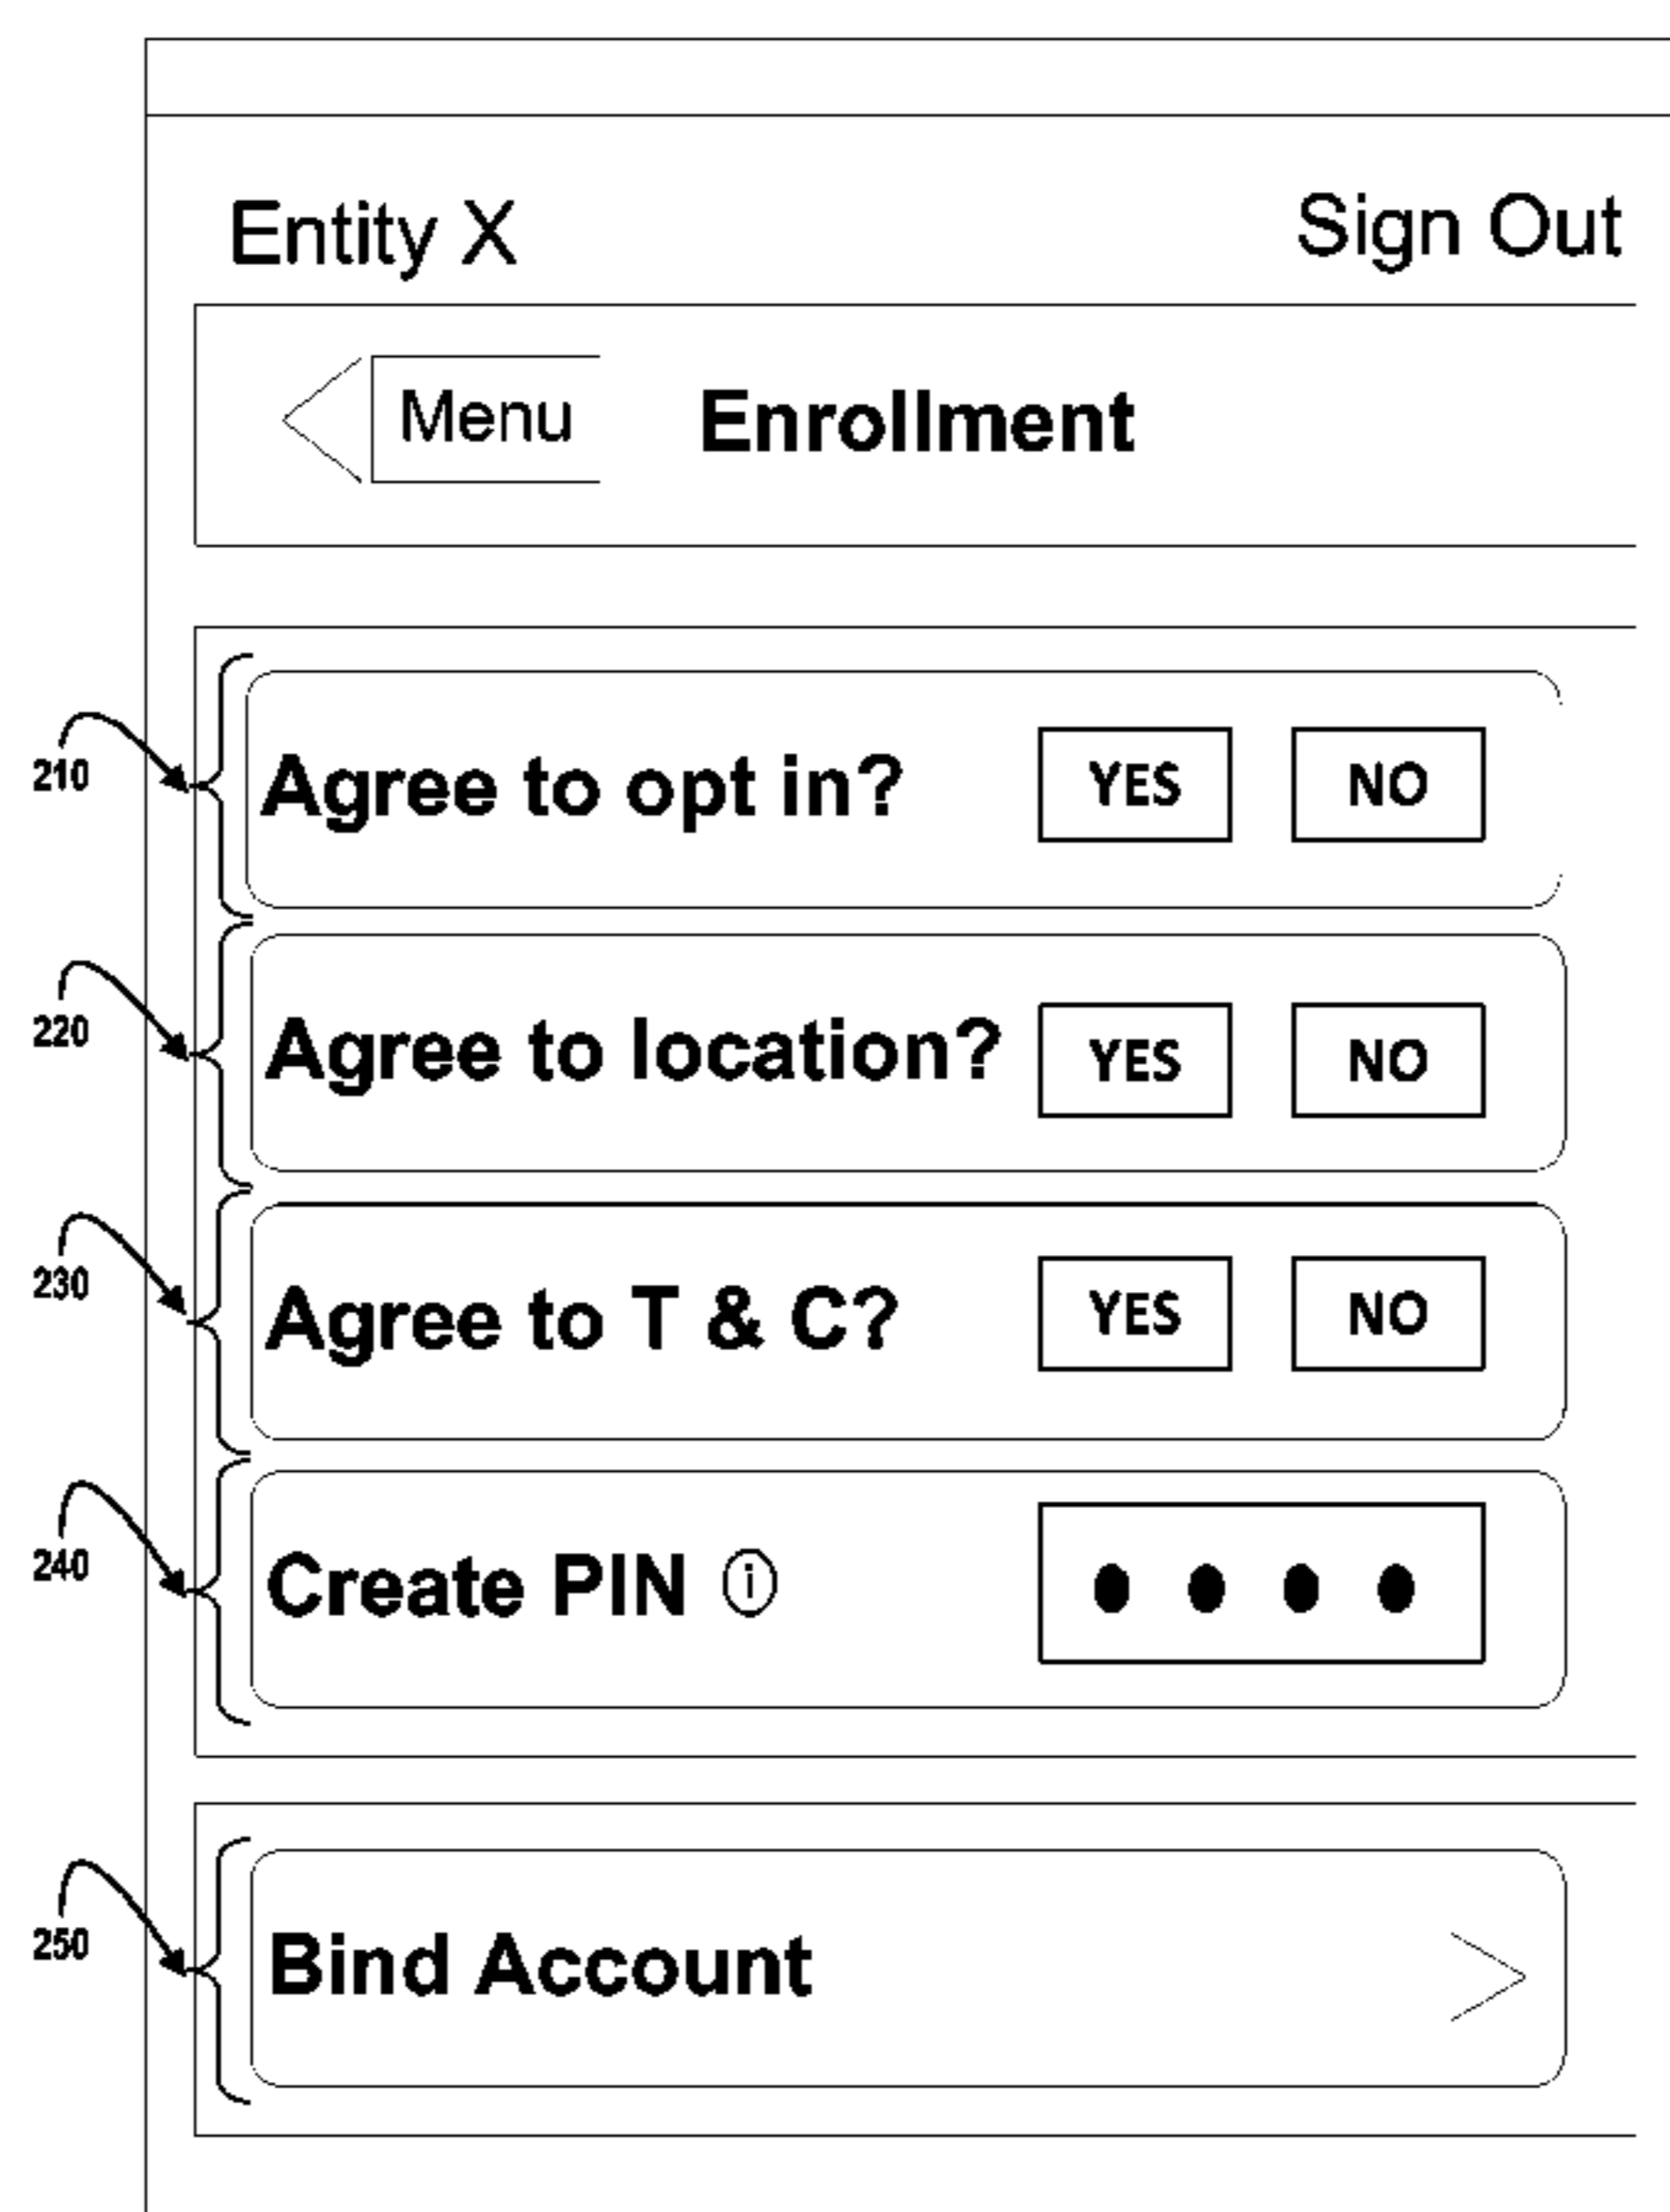 Entity X Sign Out
Menu Enrollment
210 Agree to opt in? YES NO
220 Agree to location? YES NO
230 Agree to T & C? YES NO
240 Create PIN i
250 Bind Account